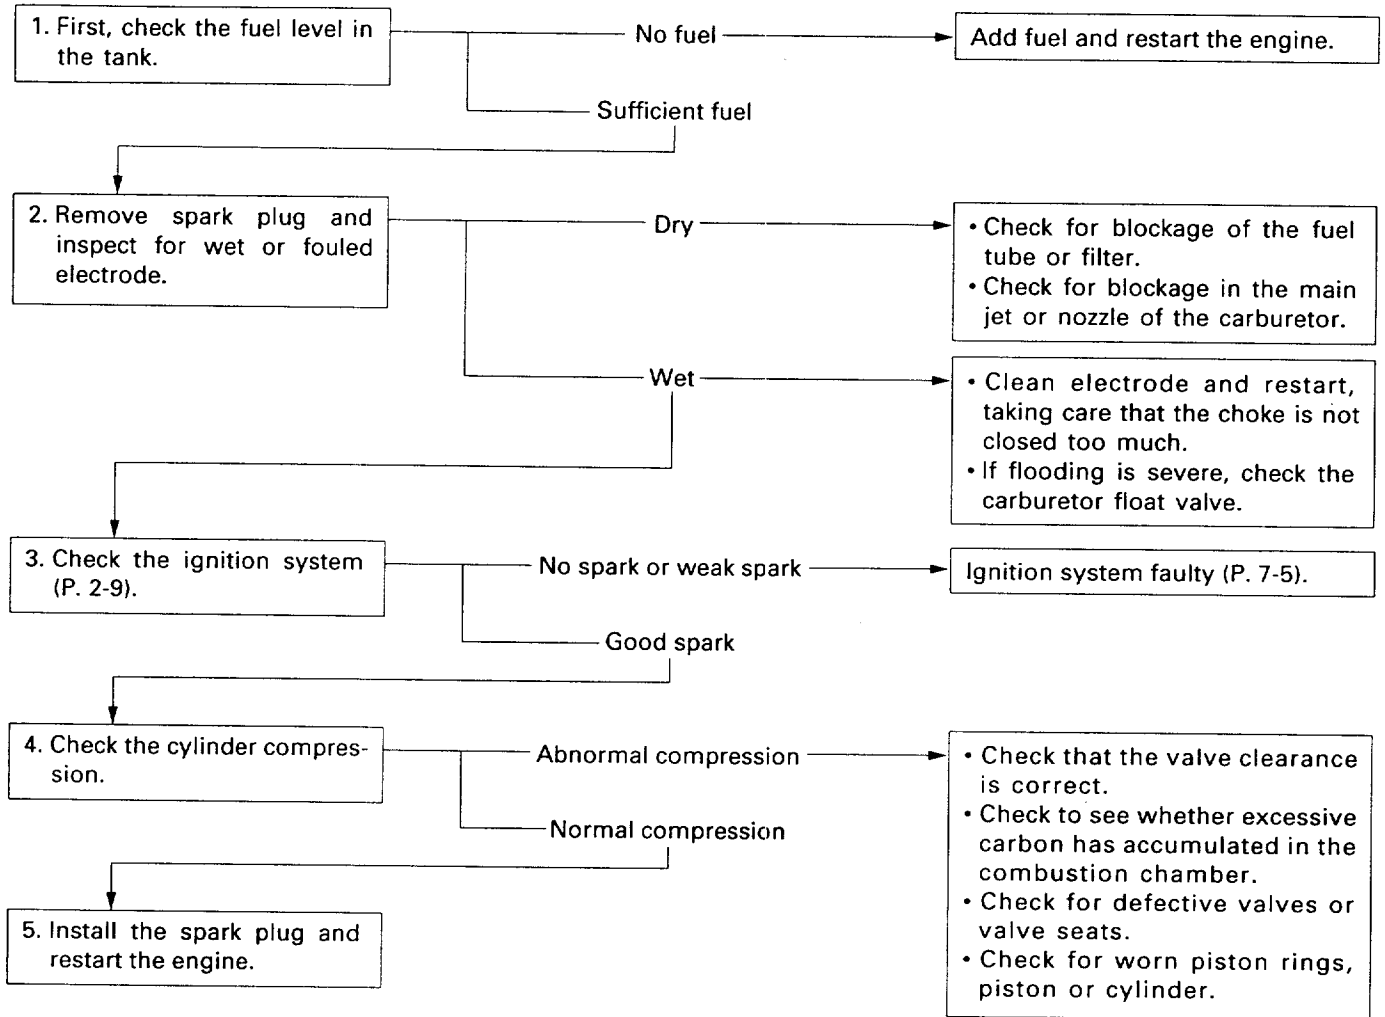 1. First, check the fuel level in
the tank.
No fuel
Add fuel and restart the engine.
Sufficient fuel
2. Remove spark plug and
inspect for wet or fouled
electrode.
Dry
• Check for blockage of the fuel
tube or filter.
• Check for blockage in the main
jet or nozzle of the carburetor.
Wet
• Clean electrode and restart,
taking care that the choke is not
closed too much.
• If flooding is severe, check the
carburetor float valve.
3. Check the ignition system
(P. 2-9).
No spark or weak spark
Ignition system faulty (P. 7-5).
Good spark
4. Check the cylinder compres-
sion.
Abnormal compression
• Check that the valve clearance
is correct.
• Check to see whether excessive
carbon has accumulated in the
combustion chamber.
• Check for defective valves or
valve seats.
• Check for worn piston rings,
piston or cylinder.
Normal compression
5. Install the spark plug and
restart the engine.